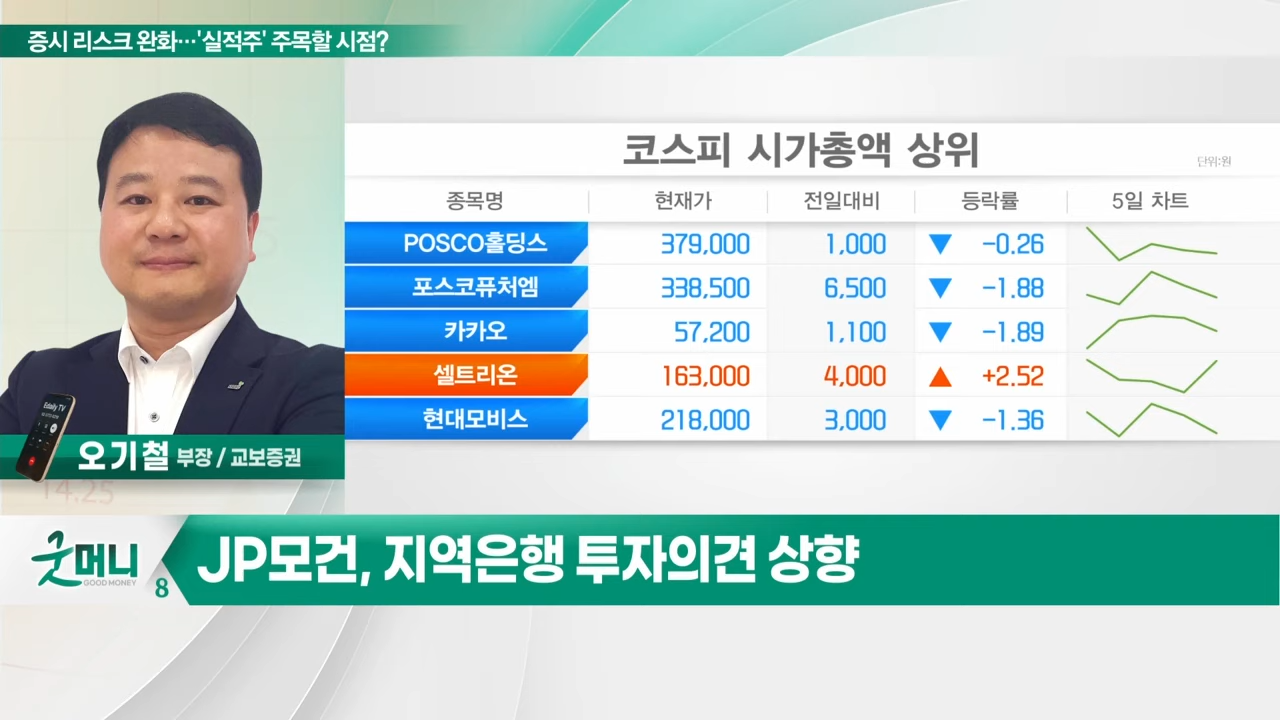 증시 리스크 완화…'실적주' 주목할 시점?
코스피 시가총액 상위
단위:원
종목명 현재가 전일대비 등락률 5일 차트
POSCO홀딩스 379,000 1,000 ▼ -0.26
포스코퓨처엠 338,500 6,500 ▼ -1.88
카카오 57,200 1,100 ▼ -1.89
셀트리온 163,000 4,000 ▲ +2.52
현대모비스 218,000 3,000 ▼ -1.36
Edaily TV
오기철 부장 / 교보증권
14.25
굿머니
GOOD MONEY
8
JP모건, 지역은행 투자의견 상향